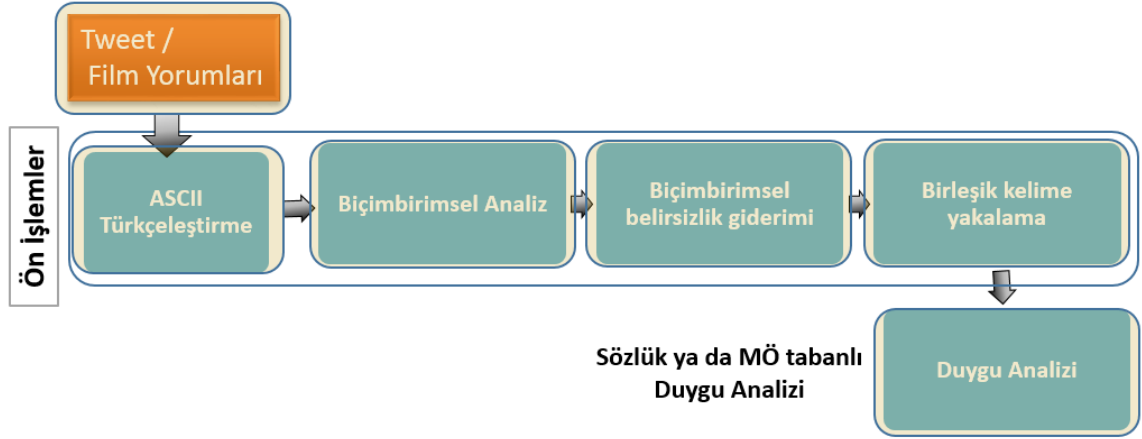 Tweet /
Film Yorumları
Ön işlemler
ASCII
Türkçeleştirme
Biçimbirimsel Analiz
Biçimbirimsel
belirsizlik giderimi
Birleşik kelime
yakalama
Sözlük ya da MÖ tabanlı
Duygu Analizi
Duygu Analizi